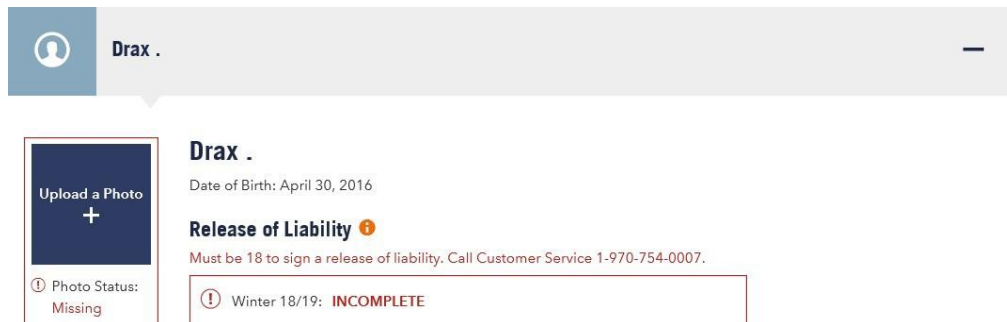 Drax .
Drax .
Date of Birth: April 30, 2016
Upload a Photo
+
Release of Liability
Must be 18 to sign a release of liability. Call Customer Service 1-970-754-0007.
Photo Status:
Missing
Winter 18/19: INCOMPLETE